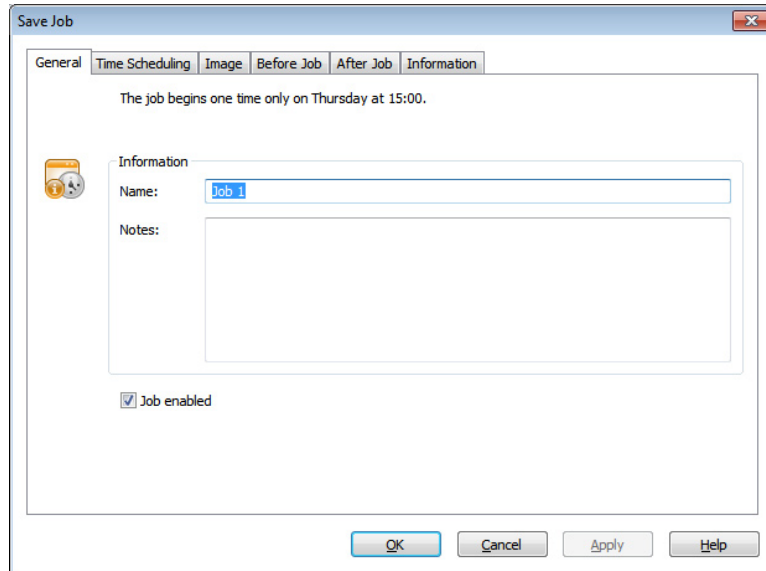 Save Job
General Time Scheduling Image Before Job After Job Information
The job begins one time only on Thursday at 15:00.
Information
Name: Job 1
Notes:
Job enabled
OK Cancel Apply Help